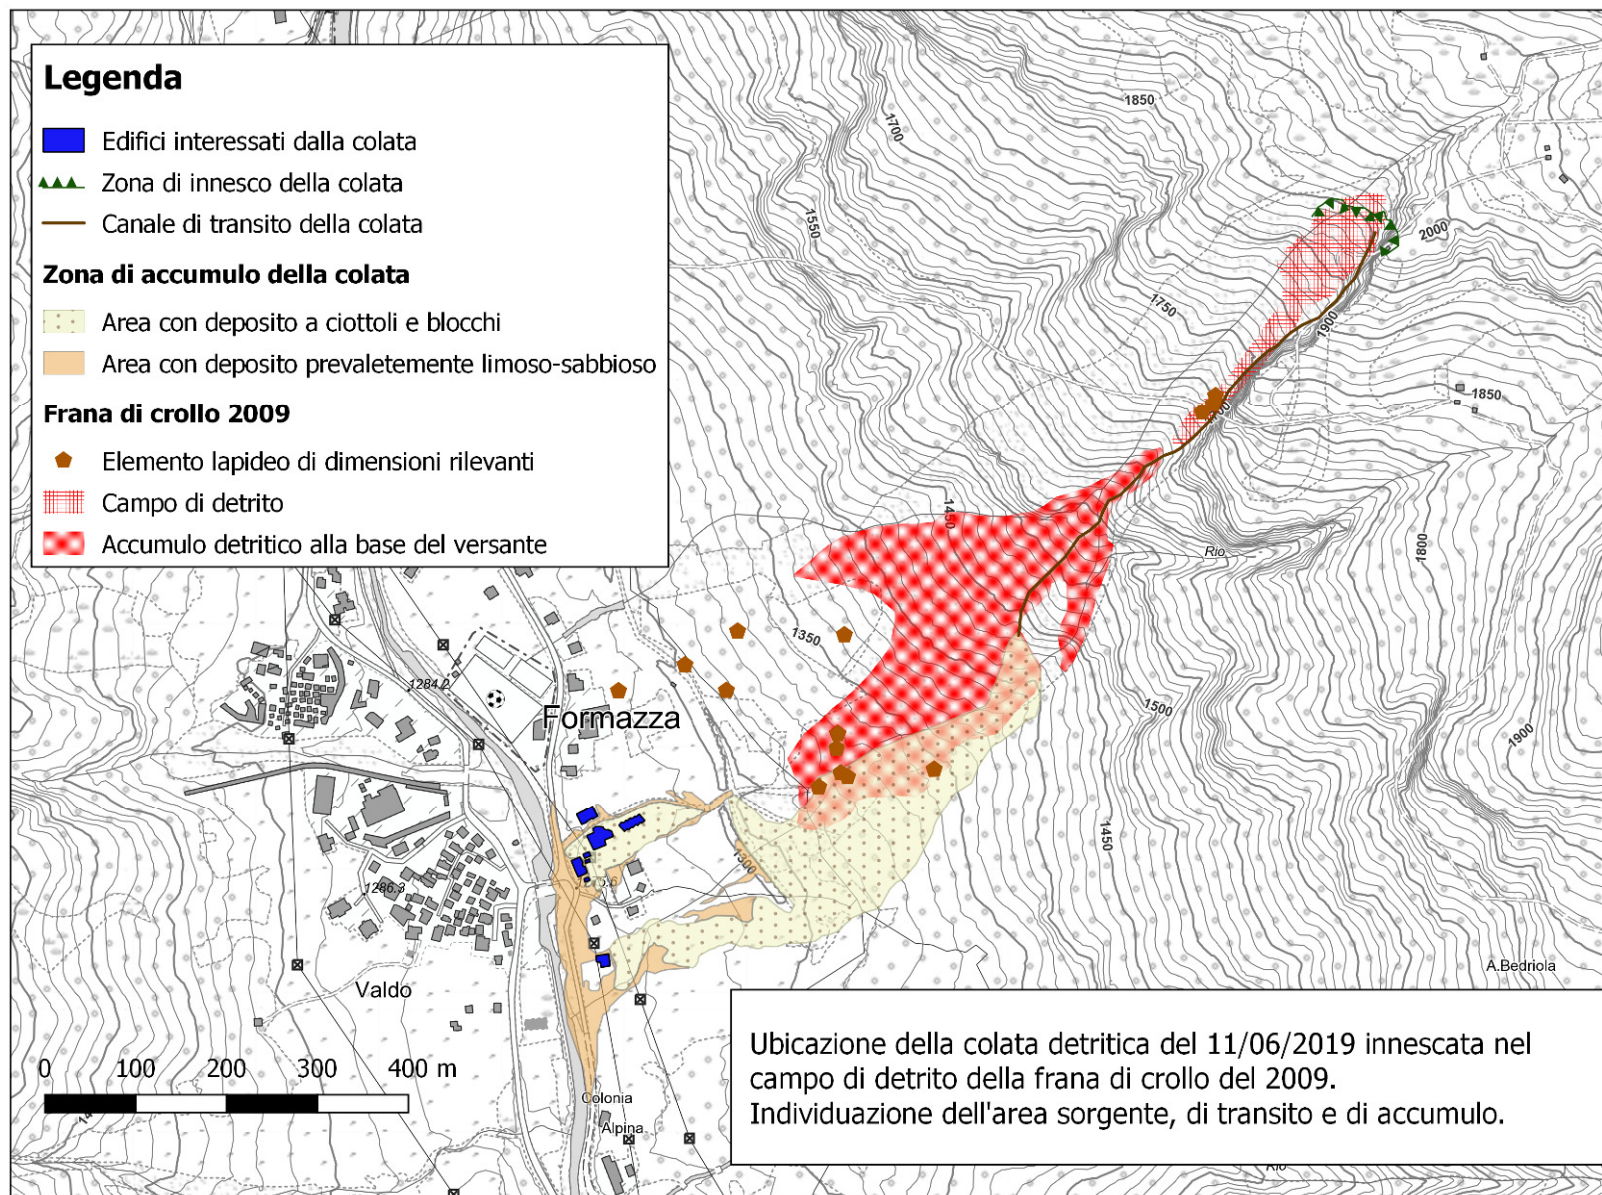 Legenda
Edifici interessati dalla colata
Zona di innesco della colata
Canale di transito della colata
Zona di accumulo della colata
Area con deposito a ciottoli e blocchi
Area con deposito prevaletemente limoso-sabbioso
Frana di crollo 2009
Elemento lapideo di dimensioni rilevanti
Campo di detrito
Accumulo detritico alla base del versante
1850
1700
1550
2000
1750
1900
1850
1700
1450
Rio
1800
1350
1284.2
Formazza
1500
1900
1450
1300
1286.3
A.Bedriola
Valdo
0 100 200 300 400 m
Colonia
Alpina
Ubicazione della colata detritica del 11/06/2019 innescata nel
campo di detrito della frana di crollo del 2009.
Individuazione dell'area sorgente, di transito e di accumulo.
Rio